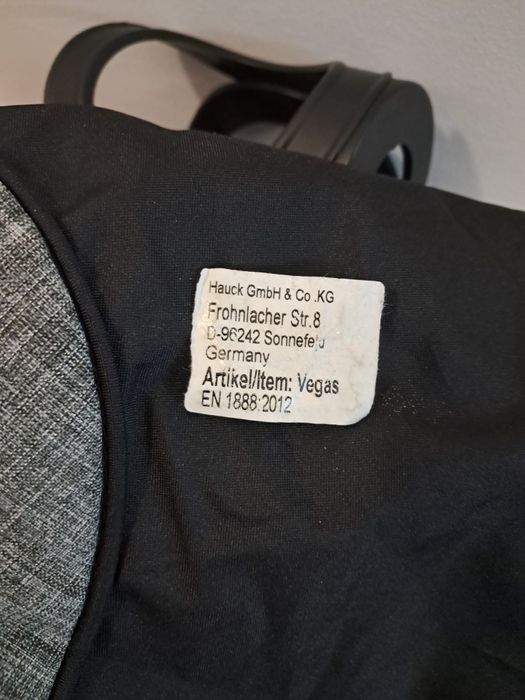 Hauck GmbH & Co .KG
Frohnlacher Str.8
D-96242 Sonnefeld
Germany
Artikel/Item: Vegas
EN 1888:2012